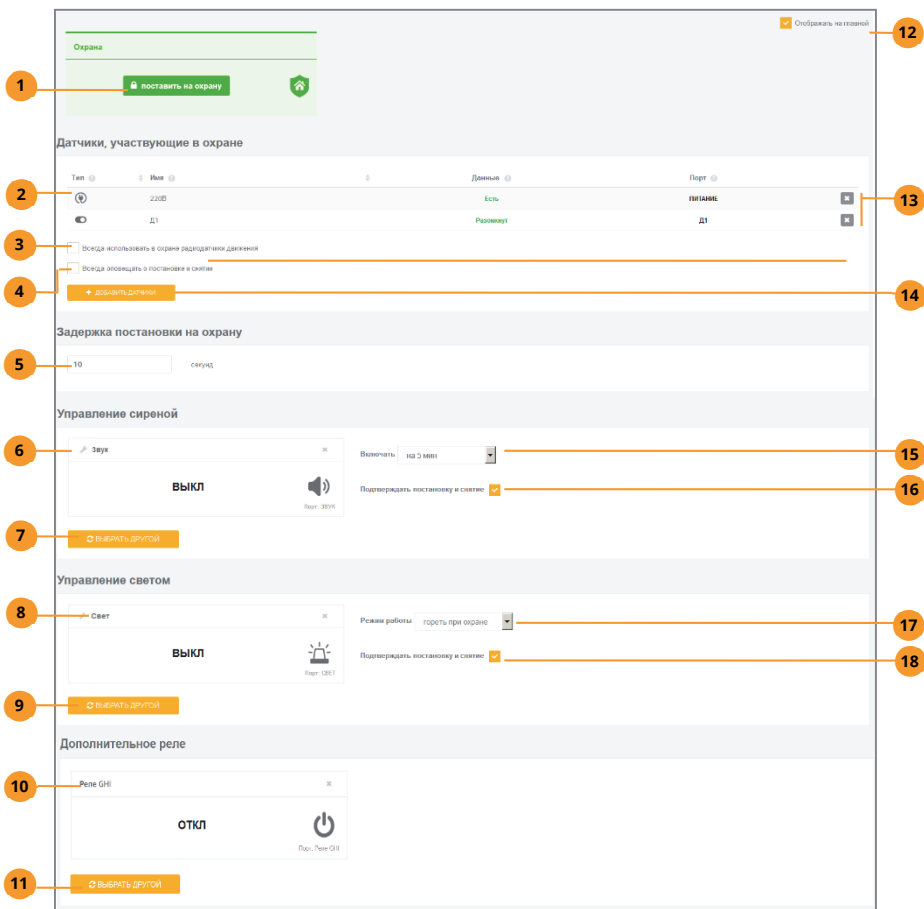 Отображать на главной
12
Охрана
1
поставить на охрану
Датчики, участвующие в охране
Тип Имя Данные Порт
2
220В Есть ПИТАНИЕ
13
Д1 Разомкнут Д1
3
Всегда использовать в охране радиодатчики движения
Всегда оповещать о постановке и снятии
4
+ ДОБАВИТЬ ДАТЧИКИ
14
Задержка постановки на охрану
5
10 секунд
Управление сиреной
6
Звук
Включать на 5 мин
15
ВЫКЛ
Порт: ЗВУК
Подтверждать постановку и снятие
16
7
ВЫБРАТЬ ДРУГОЙ
Управление светом
8
Свет
Режим работы гореть при охране
17
ВЫКЛ
Порт: СВЕТ
Подтверждать постановку и снятие
18
9
ВЫБРАТЬ ДРУГОЙ
Дополнительное реле
10
Реле GHI
ОТКЛ
Порт: Реле GHI
11
ВЫБРАТЬ ДРУГОЙ